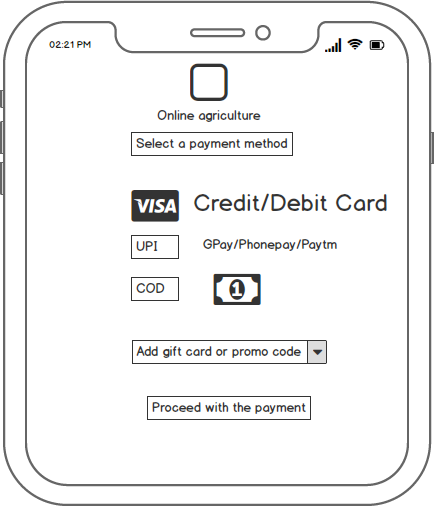 02:21 PM
Online agriculture
Select a payment method
VISA Credit/Debit Card
UPI GPay/Phonepay/Paytm
COD 1
Add gift card or promo code
Proceed with the payment